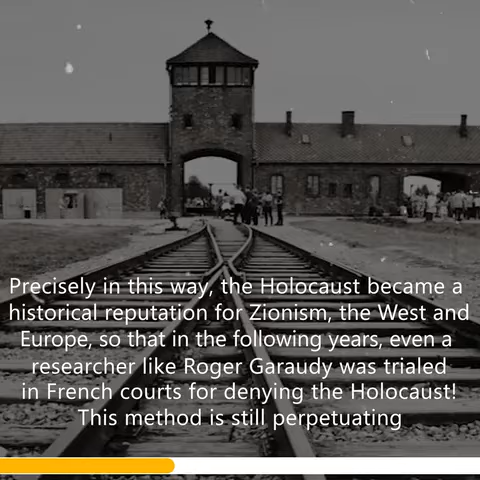 Precisely in this way, the Holocaust became a
historical reputation for Zionism, the West and
Europe, so that in the following years, even a
researcher like Roger Garaudy was trialed
in French courts for denying the Holocaust!
This method is still perpetuating